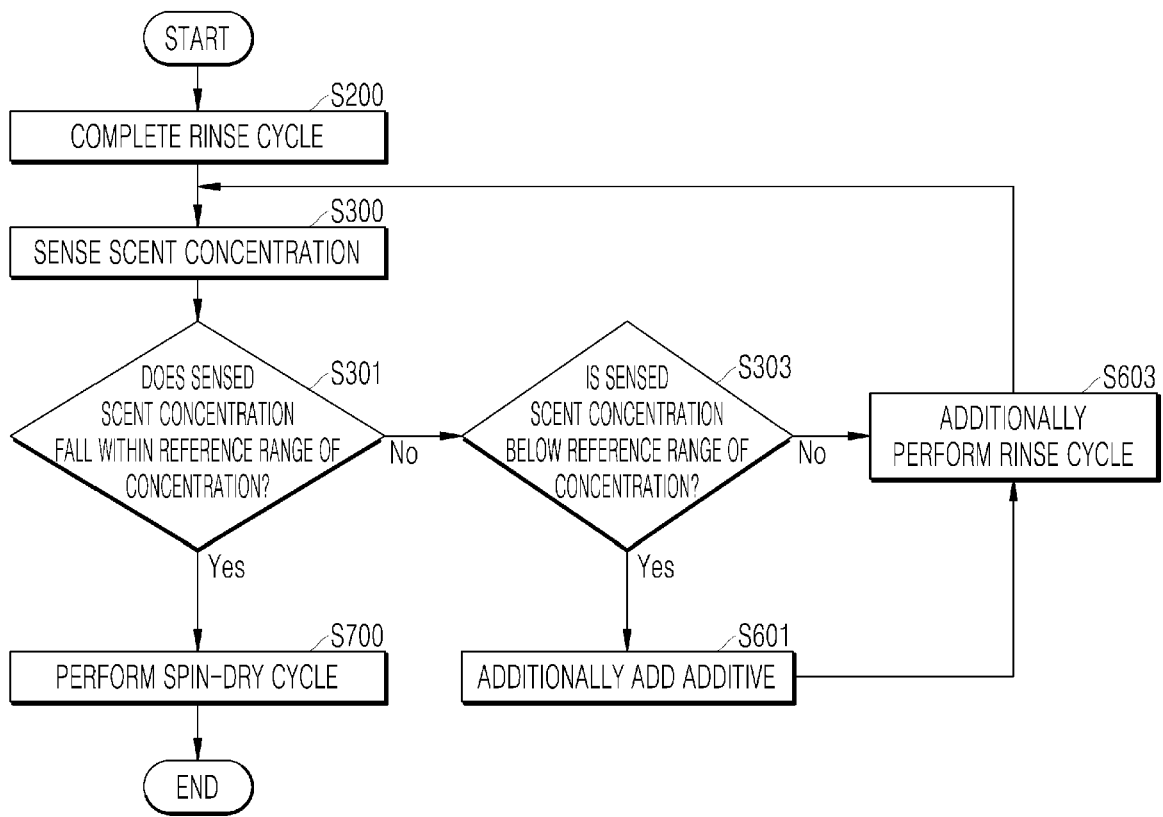 START
S200
COMPLETE RINSE CYCLE
S300
SENSE SCENT CONCENTRATION
S301
DOES SENSED
SCENT CONCENTRATION
FALL WITHIN REFERENCE RANGE OF
CONCENTRATION?
No
Yes
S303
IS SENSED
SCENT CONCENTRATION
BELOW REFERENCE RANGE OF
CONCENTRATION?
No
Yes
S603
ADDITIONALLY
PERFORM RINSE CYCLE
S700
PERFORM SPIN-DRY CYCLE
S601
ADDITIONALLY ADD ADDITIVE
END